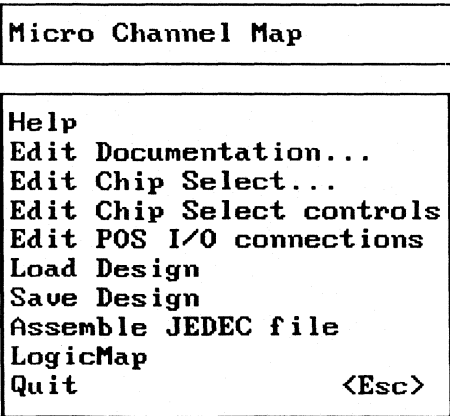 Micro Channel Map
Help
Edit Documentation...
Edit Chip Select...
Edit Chip Select controls
Edit POS I/O connections
Load Design
Save Design
Assemble JEDEC file
LogicMap
Quit <Esc>